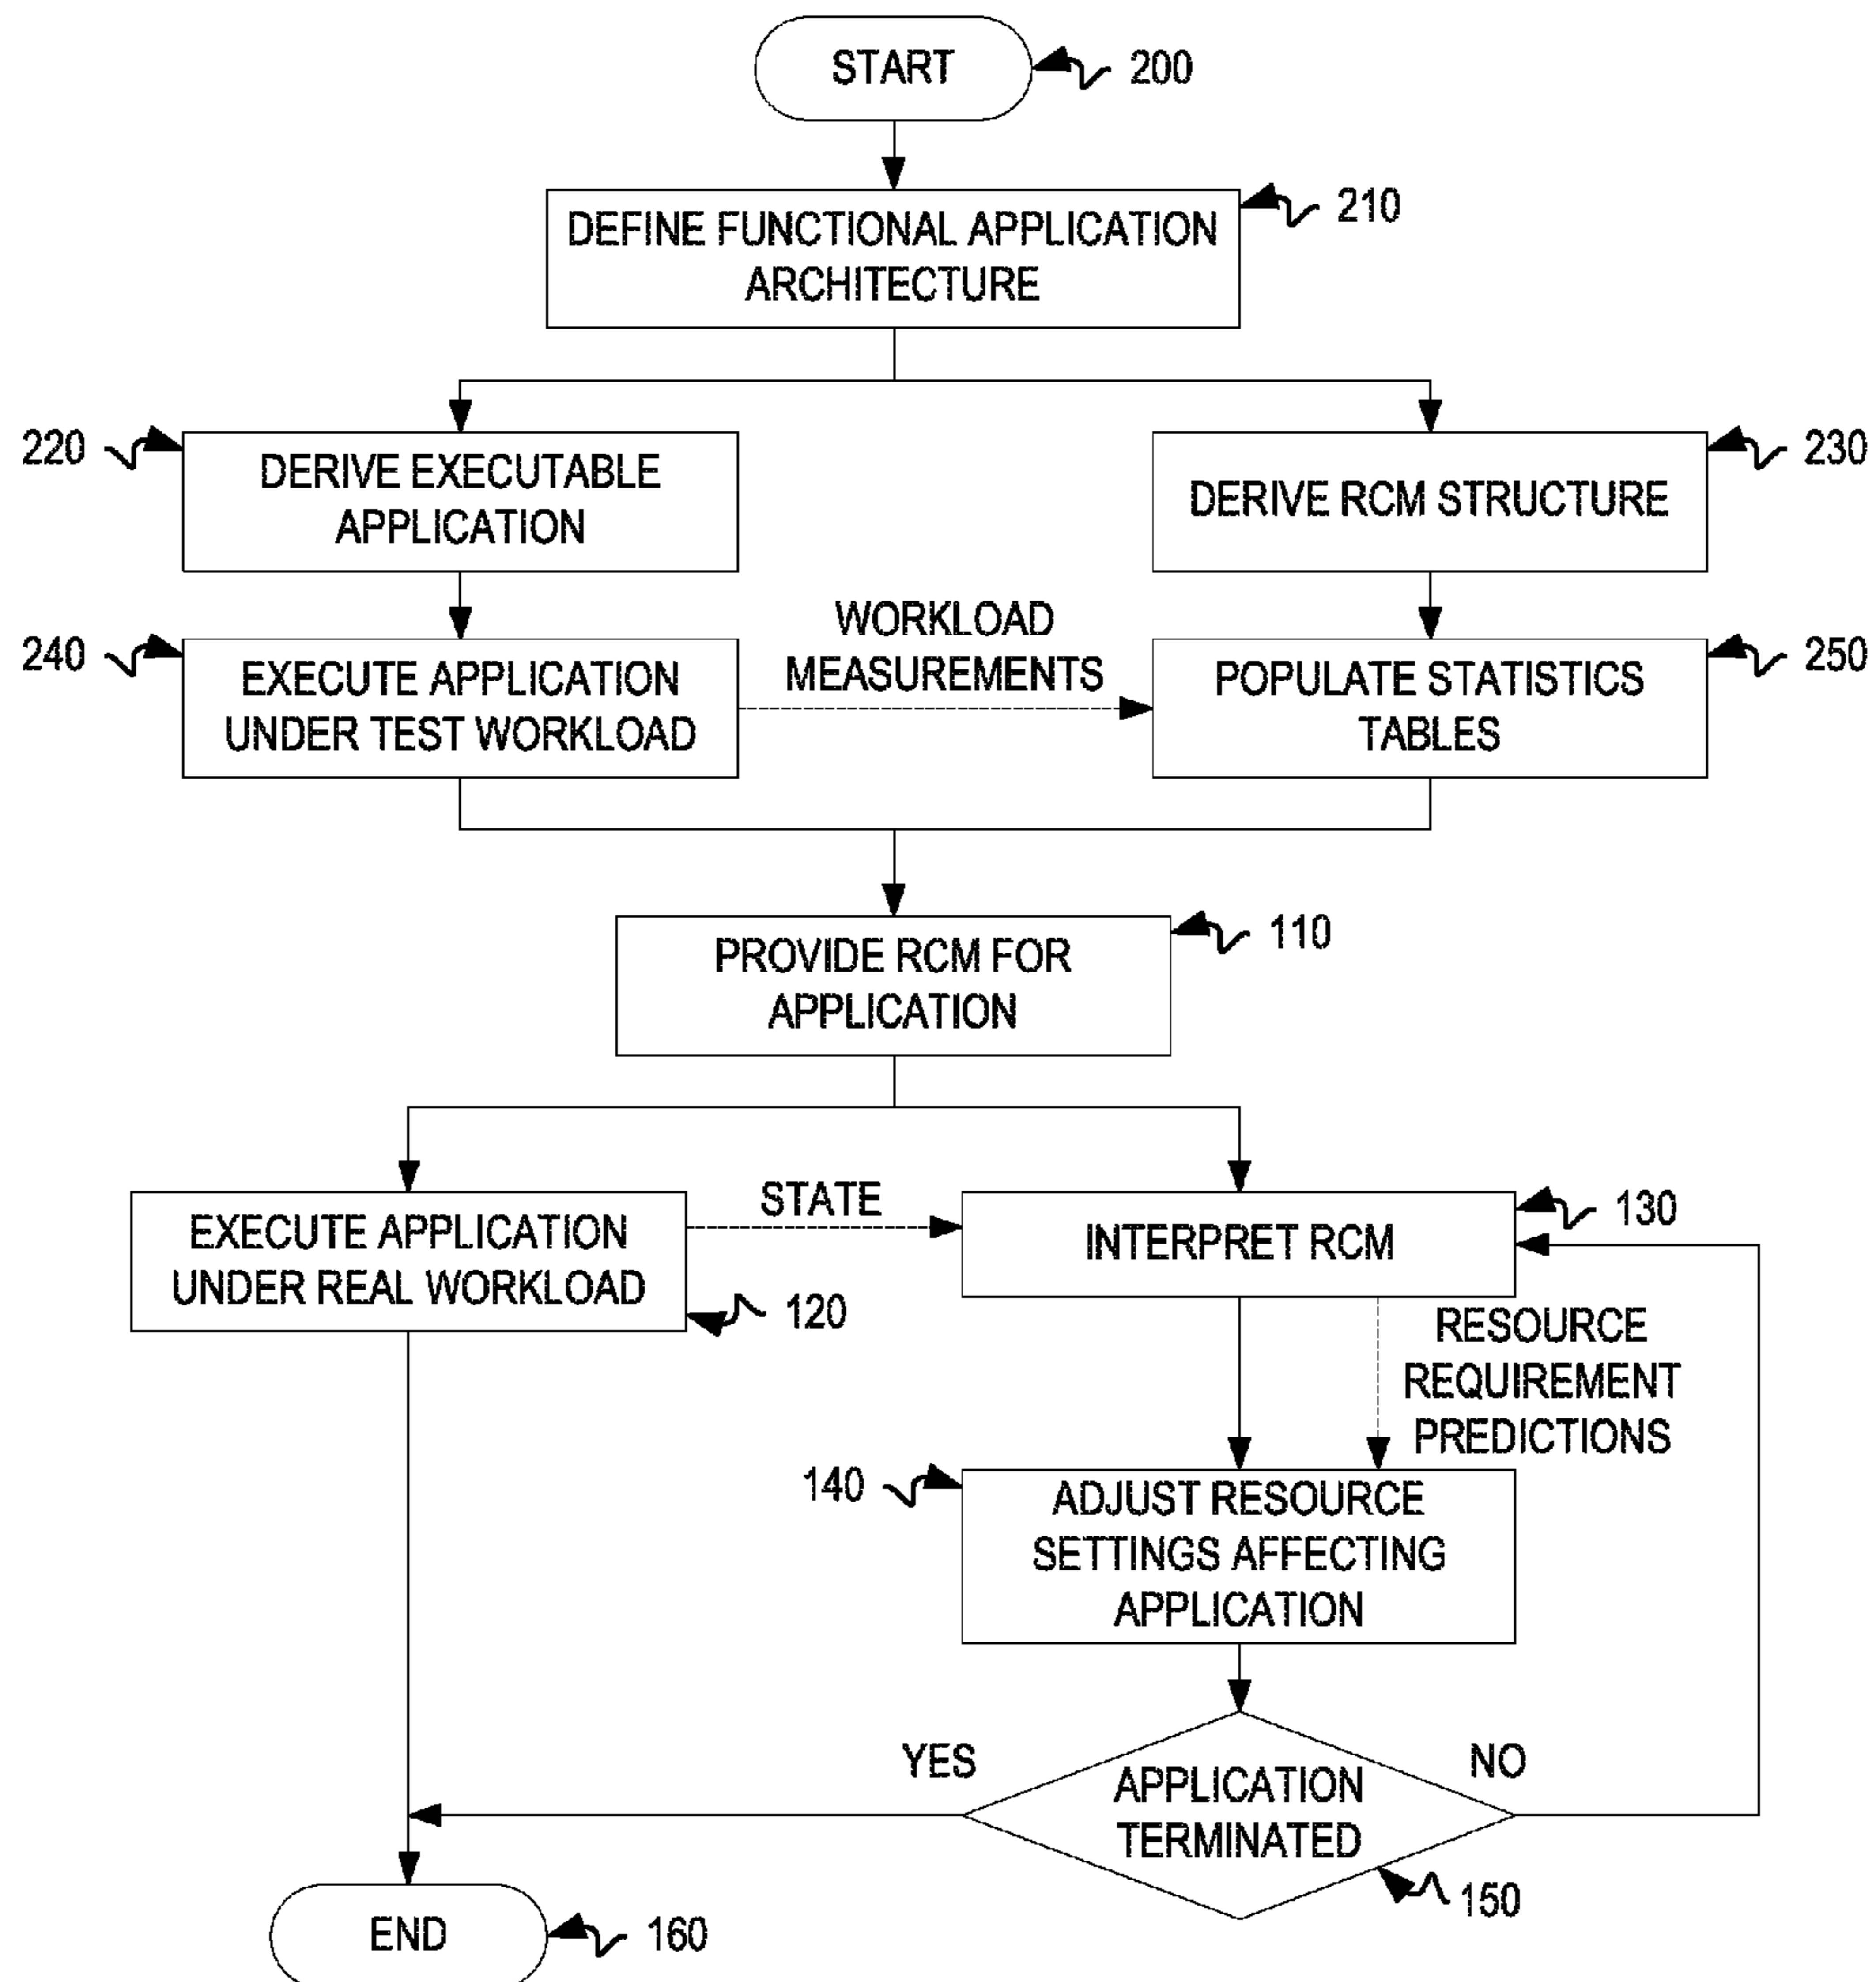 START
200
DEFINE FUNCTIONAL APPLICATION
ARCHITECTURE
210
220
DERIVE EXECUTABLE
APPLICATION
DERIVE RCM STRUCTURE
230
240
EXECUTE APPLICATION
UNDER TEST WORKLOAD
WORKLOAD
MEASUREMENTS
POPULATE STATISTICS
TABLES
250
PROVIDE RCM FOR
APPLICATION
110
EXECUTE APPLICATION
UNDER REAL WORKLOAD
120
STATE
INTERPRET RCM
130
RESOURCE
REQUIREMENT
PREDICTIONS
140
ADJUST RESOURCE
SETTINGS AFFECTING
APPLICATION
YES
APPLICATION
TERMINATED
NO
150
END
160